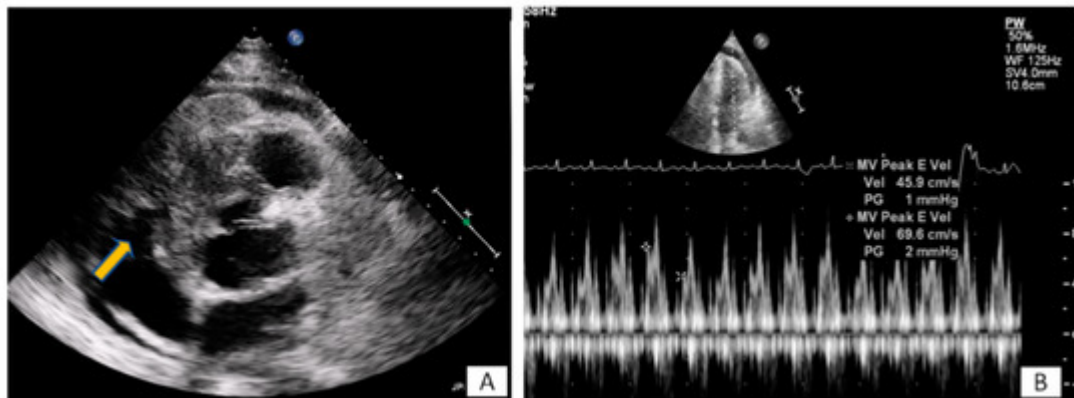 A
58Hz
PW
50%
1.6MHz
WF 125Hz
SV4.0mm
10.6cm
MV Peak E Vel
Vel 45.9 cm/s
PG 1 mmHg
MV Peak E Vel
Vel 69.6 cm/s
PG 2 mmHg
B